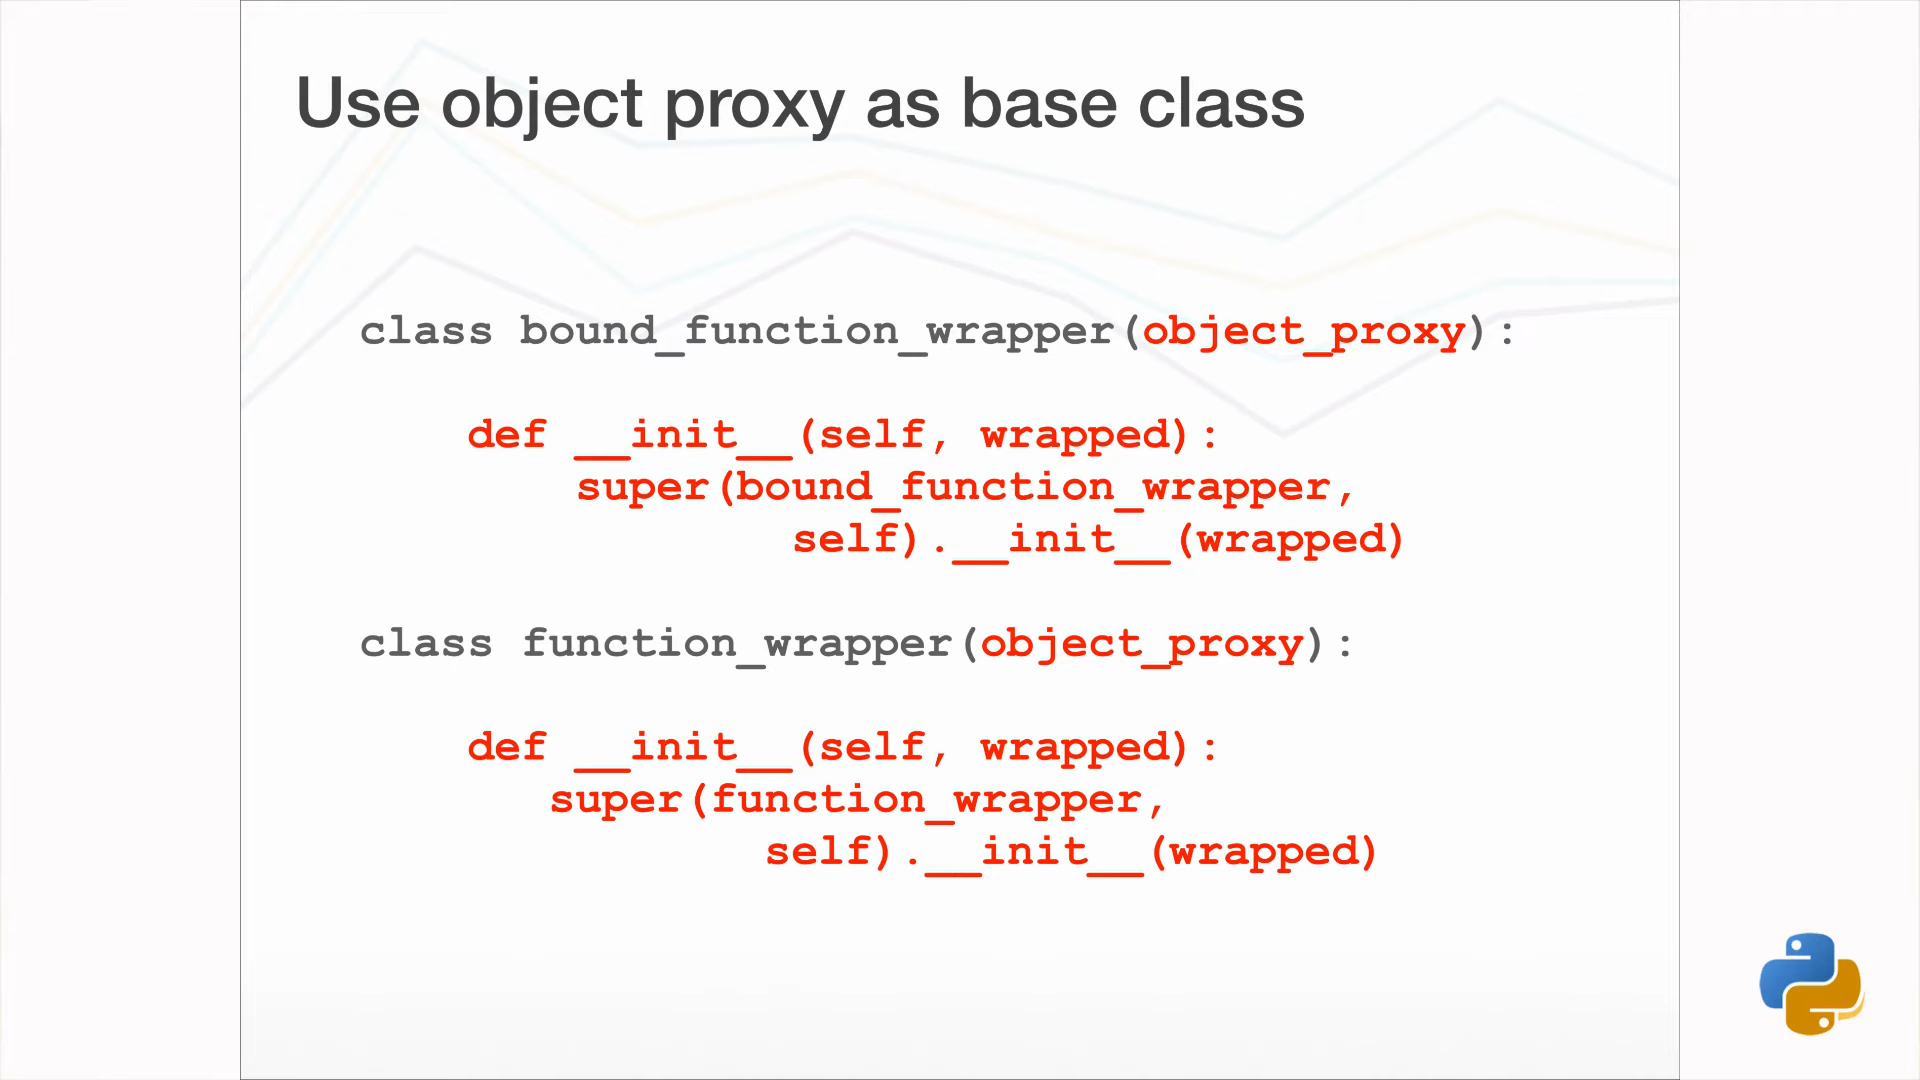 Use object proxy as base class
class bound_function_wrapper(object_proxy):
def __init__(self, wrapped):
super(bound_function_wrapper,
self).__init__(wrapped)
class function_wrapper(object_proxy):
def __init__(self, wrapped):
super(function_wrapper,
self).__init__(wrapped)